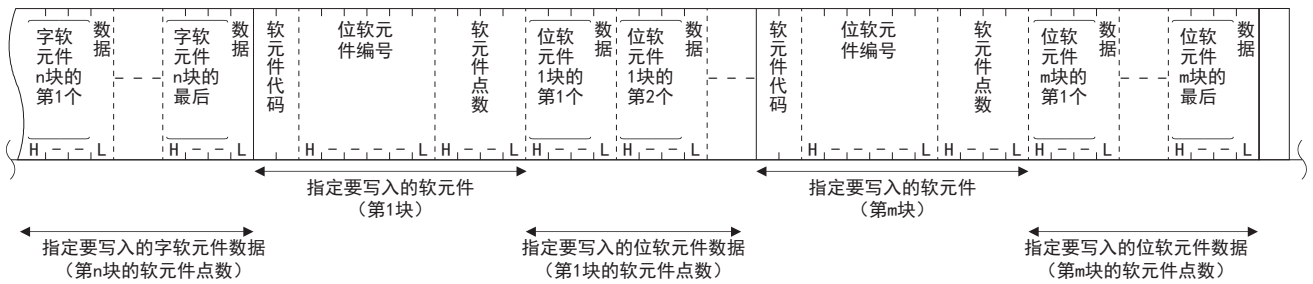 字软元件n块的第1个 数据
字软元件n块的最后 数据
软元件代码
位软元件编号
软元件点数
位软元件1块的第1个 数据
位软元件1块的第2个 数据
软元件代码
位软元件编号
软元件点数
位软元件m块的第1个 数据
位软元件m块的最后 数据
H - - L
H - - L
H - - - - L
H - - L
H - - L
H - - L
H - - - - L
H - - L
H - - L
H - - L
指定要写入的软元件
(第1块)
指定要写入的软元件
(第m块)
指定要写入的字软元件数据
(第n块的软元件点数)
指定要写入的位软元件数据
(第1块的软元件点数)
指定要写入的位软元件数据
(第m块的软元件点数)